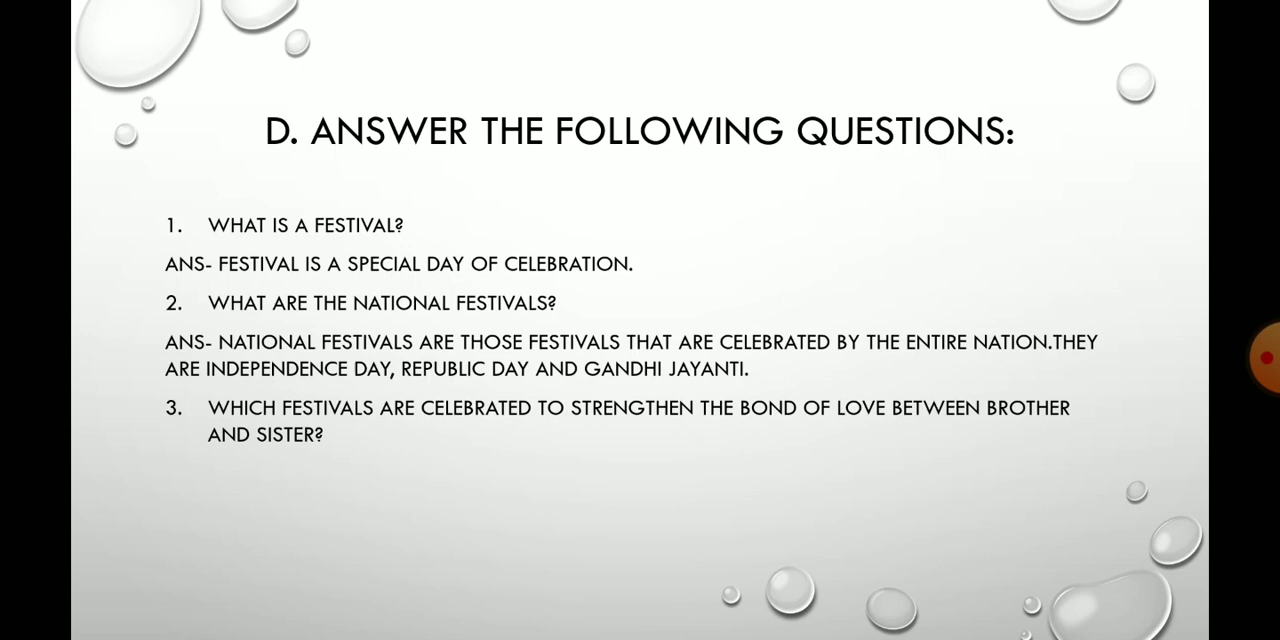 D. ANSWER THE FOLLOWING QUESTIONS:
1. WHAT IS A FESTIVAL?
ANS- FESTIVAL IS A SPECIAL DAY OF CELEBRATION.
2. WHAT ARE THE NATIONAL FESTIVALS?
ANS- NATIONAL FESTIVALS ARE THOSE FESTIVALS THAT ARE CELEBRATED BY THE ENTIRE NATION.THEY
ARE INDEPENDENCE DAY, REPUBLIC DAY AND GANDHI JAYANTI.
3. WHICH FESTIVALS ARE CELEBRATED TO STRENGTHEN THE BOND OF LOVE BETWEEN BROTHER
AND SISTER?